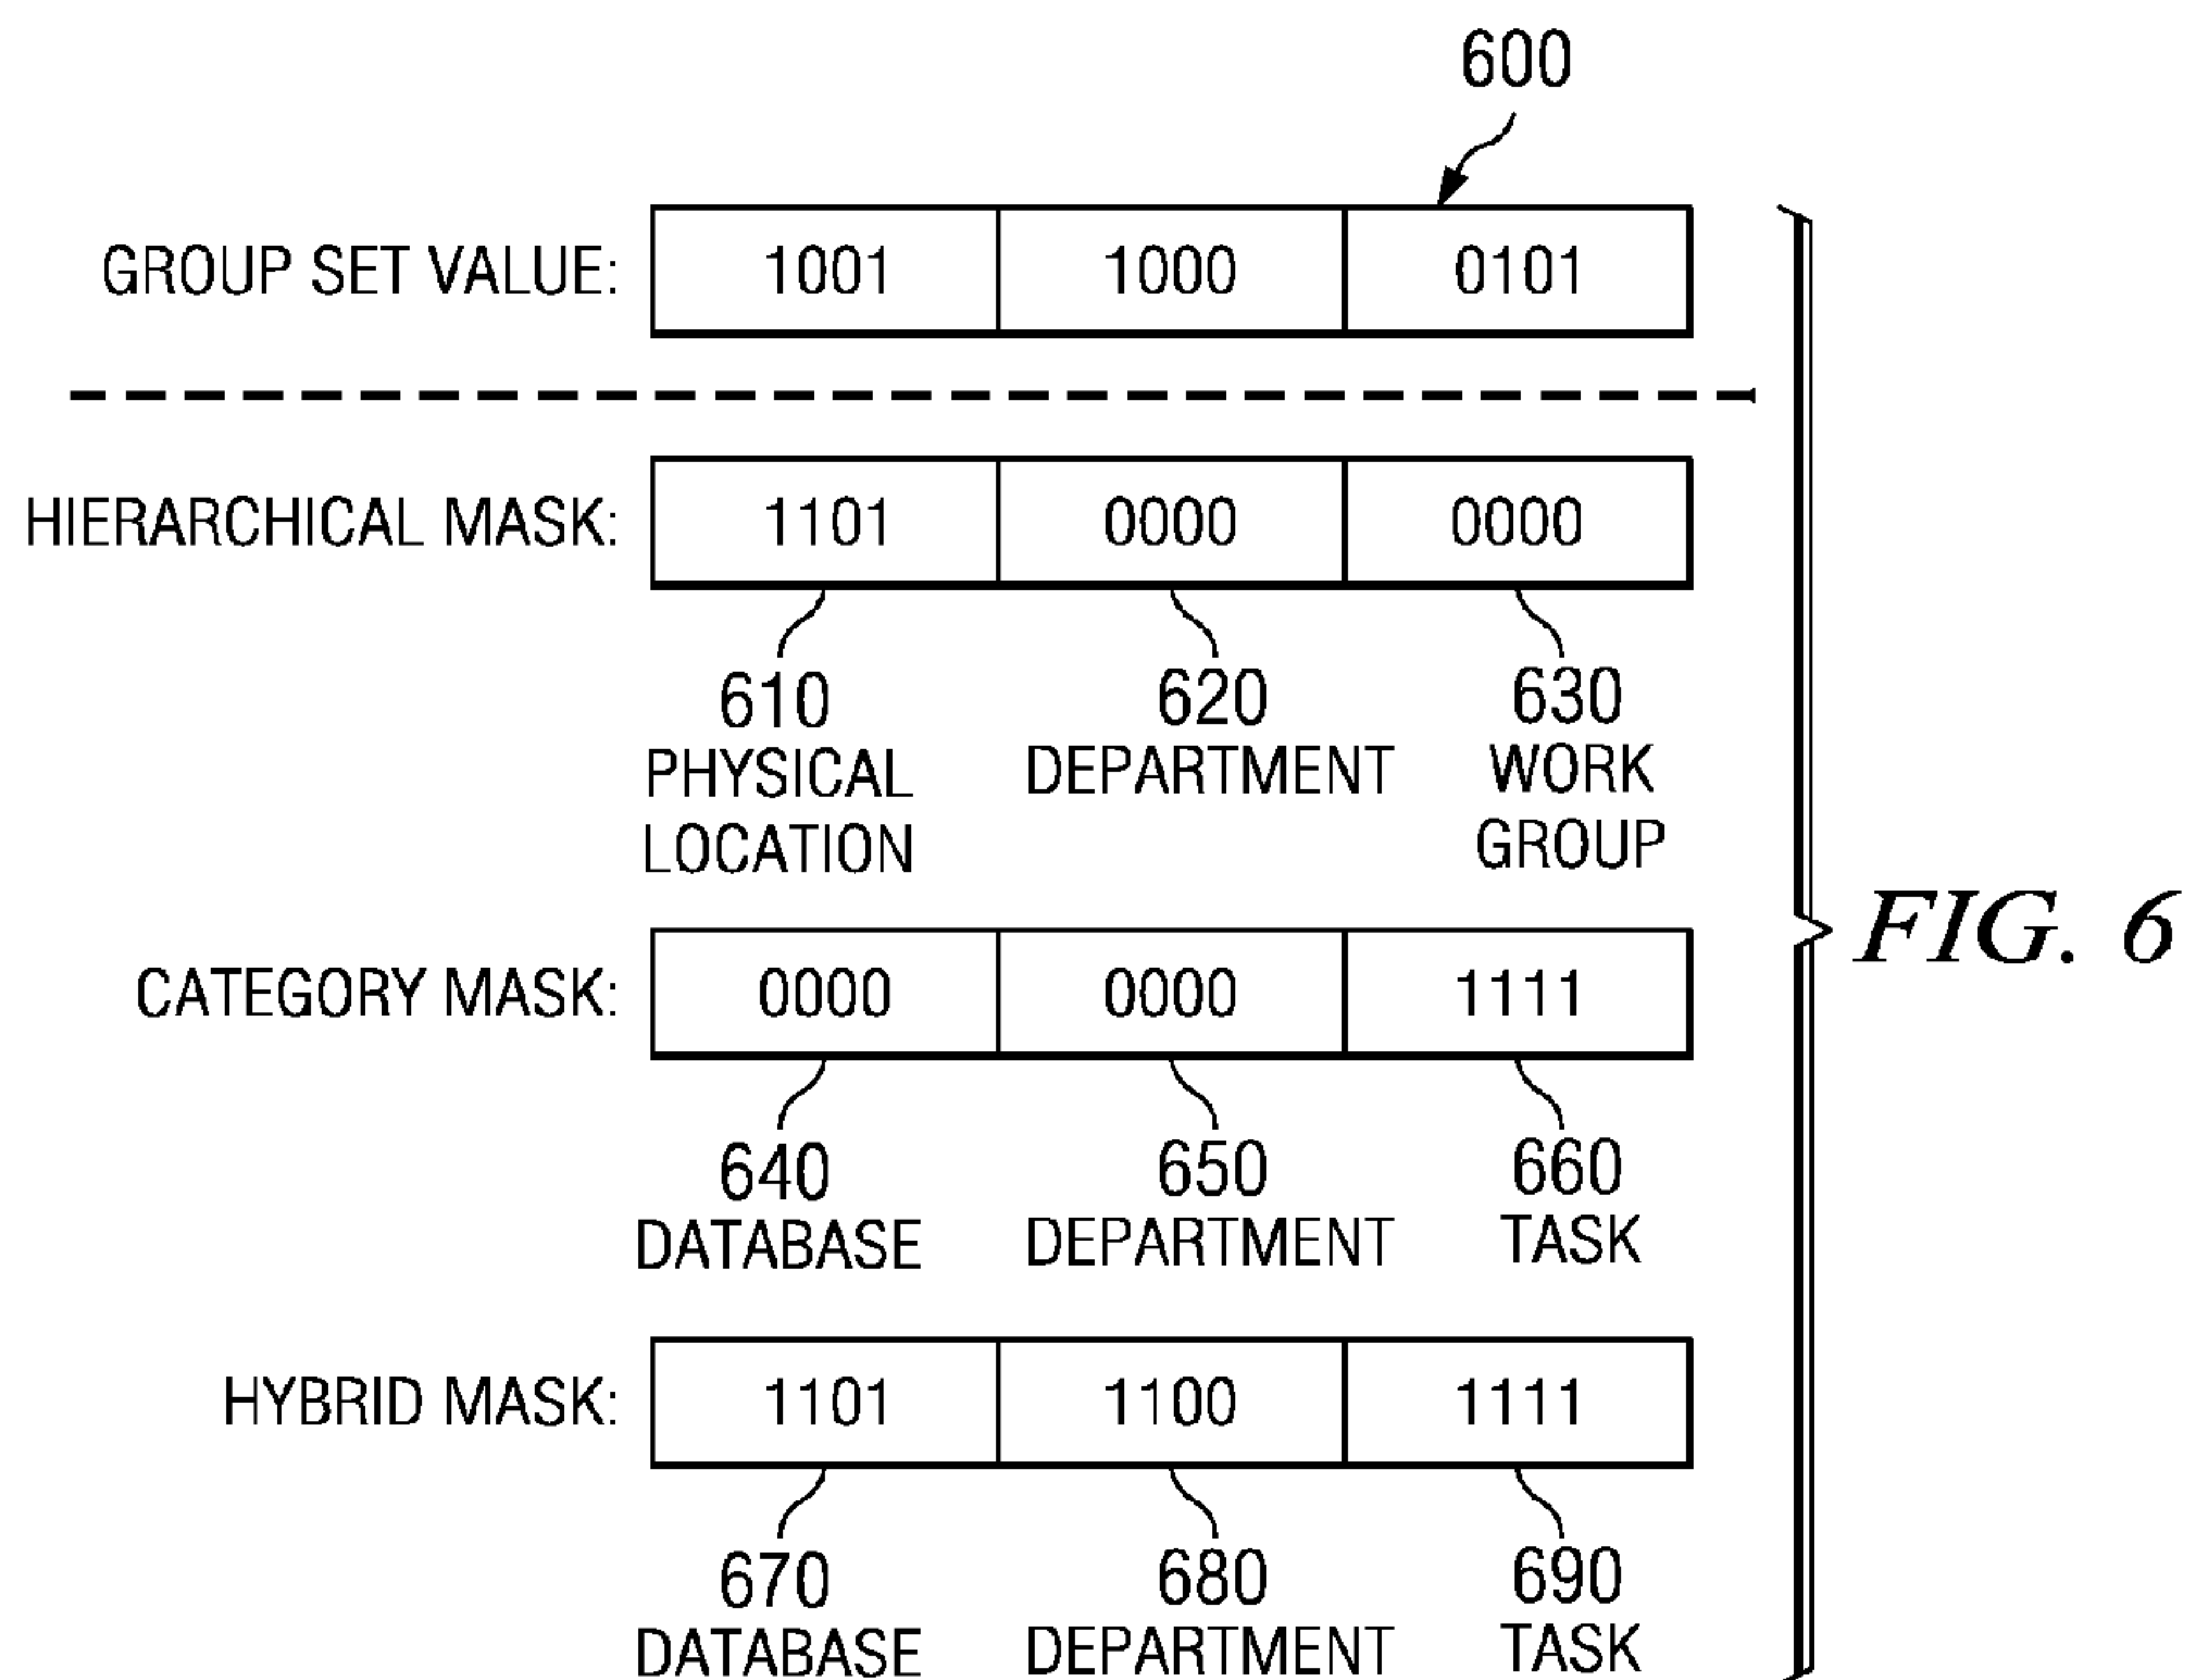 600
GROUP SET VALUE: 1001 1000 0101
HIERARCHICAL MASK: 1101 0000 0000
610 620 630
PHYSICAL DEPARTMENT WORK
LOCATION GROUP
FIG. 6
CATEGORY MASK: 0000 0000 1111
640 650 660
DATABASE DEPARTMENT TASK
HYBRID MASK: 1101 1100 1111
670 680 690
DATABASE DEPARTMENT TASK